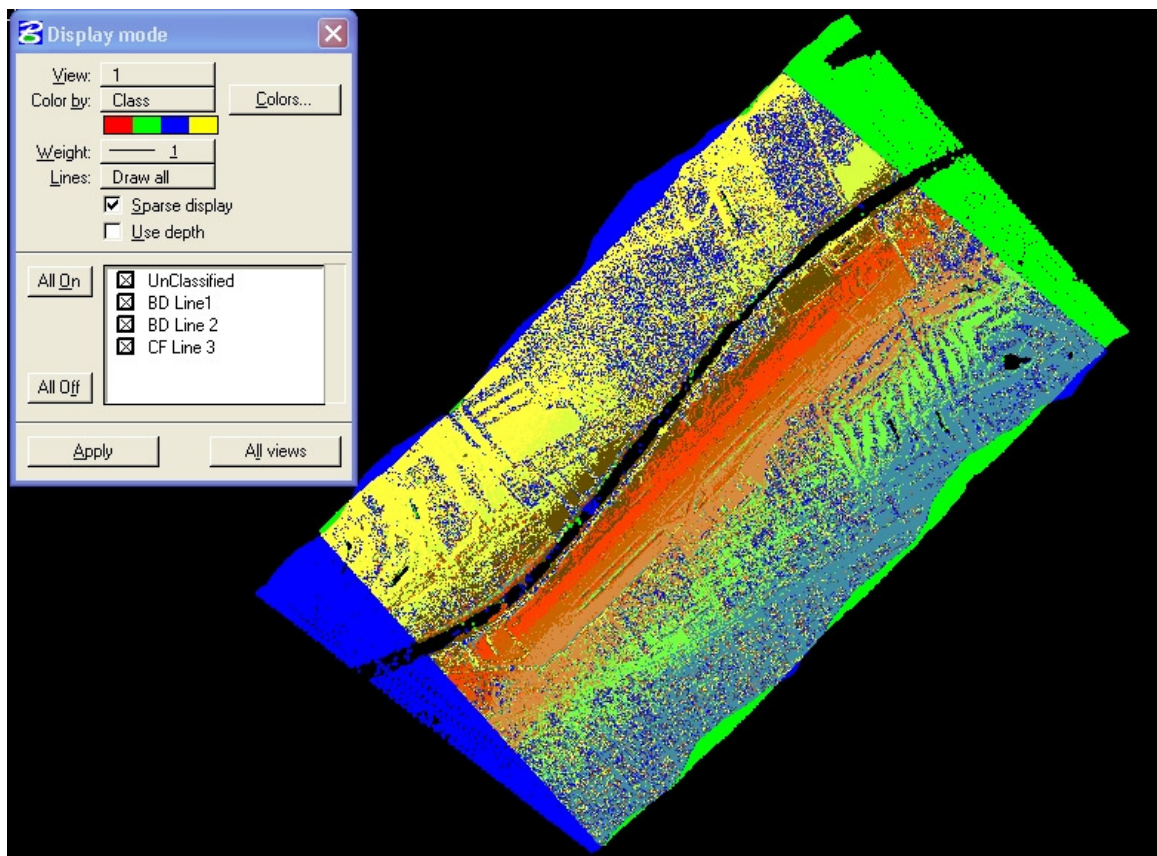 Display mode
View: 1
Color by: Class
Colors...
Weight: 1
Lines: Draw all
Sparse display
Use depth
All On
UnClassified
BD Line1
BD Line 2
CF Line 3
All Off
Apply
All views